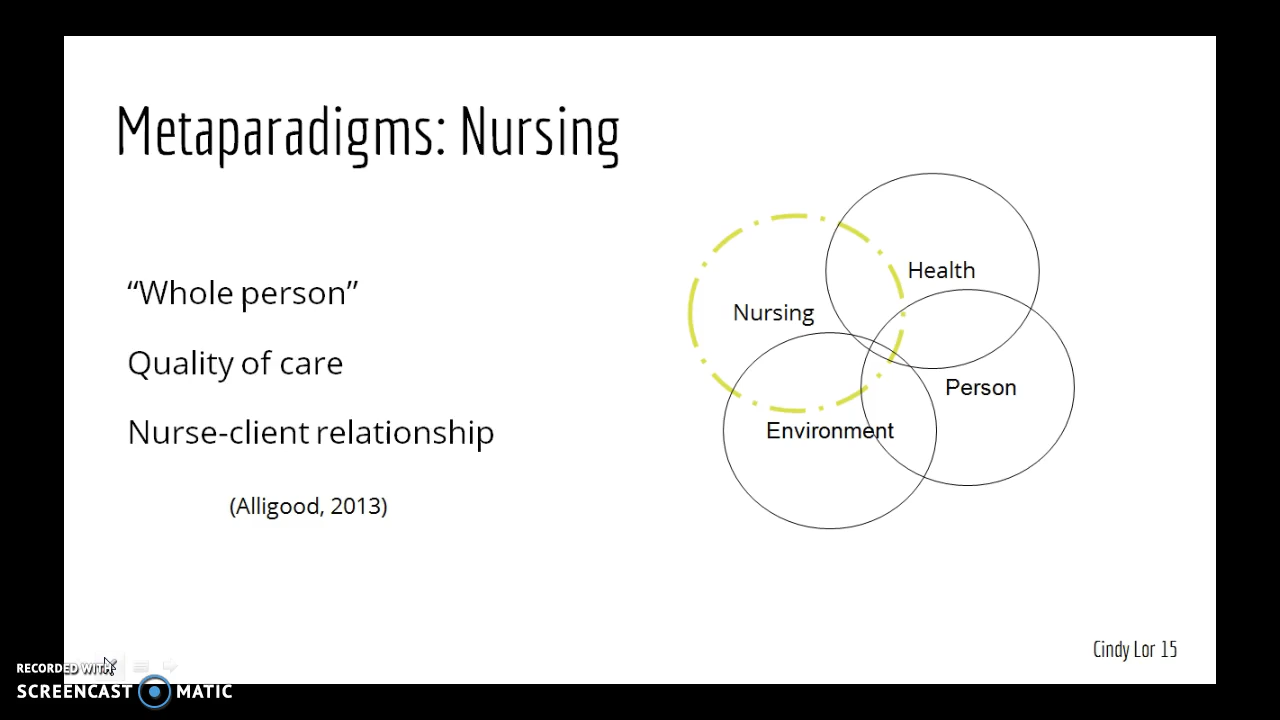 Metaparadigms: Nursing
“Whole person”
Quality of care
Nurse-client relationship
(Alligood, 2013)
Health
Nursing
Person
Environment
Cindy Lor 15
RECORDED WITH
SCREENCAST MATIC